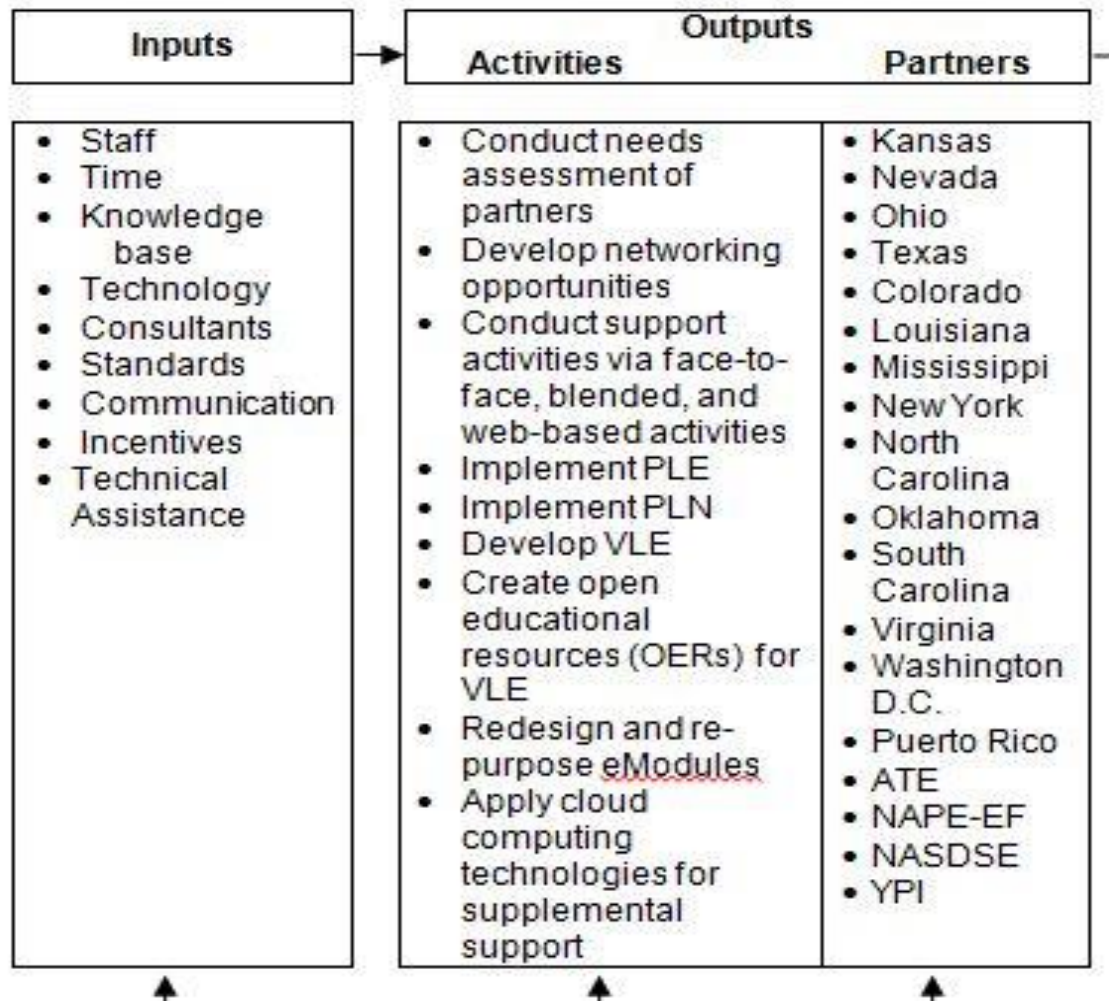 Inputs
Outputs
Activities Partners
• Staff
• Time
• Knowledge
base
• Technology
• Consultants
• Standards
• Communication
• Incentives
• Technical
Assistance
• Conduct needs
assessment of
partners
• Develop networking
opportunities
• Conduct support
activities via face-to-
face, blended, and
web-based activities
• Implement PLE
• Implement PLN
• Develop VLE
• Create open
educational
resources (OERs) for
VLE
• Redesign and re-
purpose eModules
• Apply cloud
computing
technologies for
supplemental
support
• Kansas
• Nevada
• Ohio
• Texas
• Colorado
• Louisiana
• Mississippi
• New York
• North
Carolina
• Oklahoma
• South
Carolina
• Virginia
• Washington
D.C.
• Puerto Rico
• ATE
• NAPE-EF
• NASDSE
• YPI